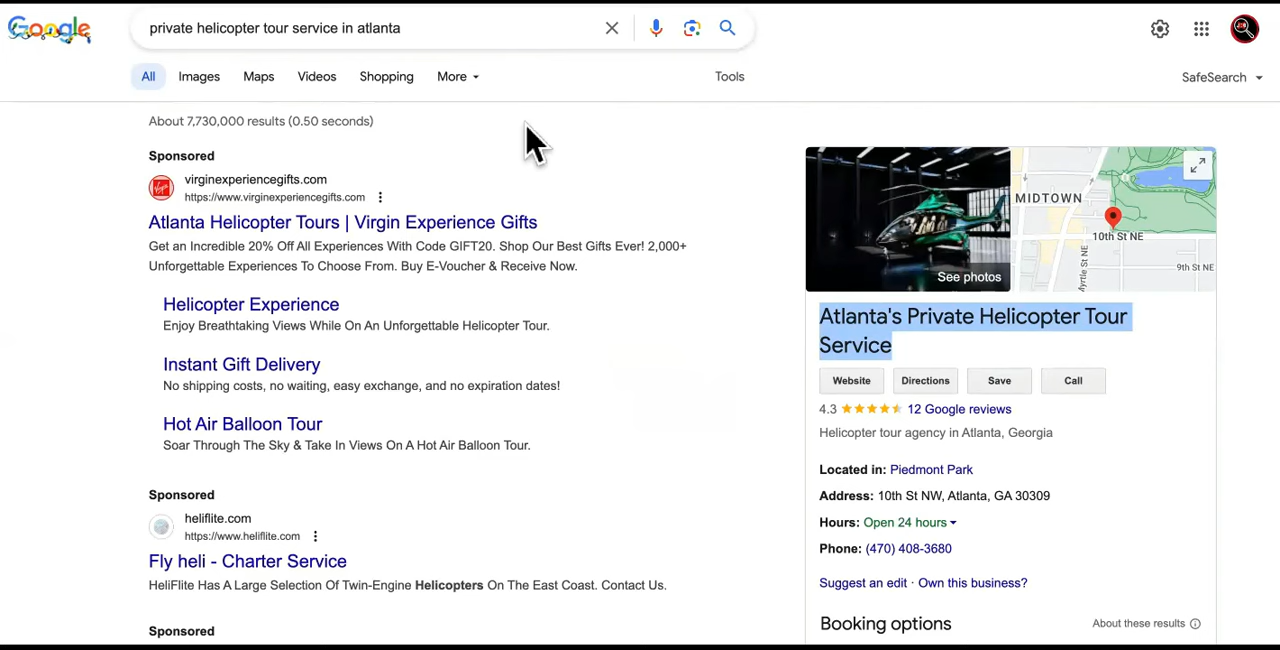 Google
private helicopter tour service in atlanta
All Images Maps Videos Shopping More Tools SafeSearch
About 7,730,000 results (0.50 seconds)
Sponsored
virginexperiencegifts.com
https://www.virginexperiencegifts.com
Atlanta Helicopter Tours | Virgin Experience Gifts
Get an Incredible 20% Off All Experiences With Code GIFT20. Shop Our Best Gifts Ever! 2,000+
Unforgettable Experiences To Choose From. Buy E-Voucher & Receive Now.
Helicopter Experience
Enjoy Breathtaking Views While On An Unforgettable Helicopter Tour.
Instant Gift Delivery
No shipping costs, no waiting, easy exchange, and no expiration dates!
Hot Air Balloon Tour
Soar Through The Sky & Take In Views On A Hot Air Balloon Tour.
Sponsored
heliflite.com
https://www.heliflite.com
Fly heli - Charter Service
HeliFlite Has A Large Selection Of Twin-Engine Helicopters On The East Coast. Contact Us.
Sponsored
See photos
MIDTOWN
10th St NE
9th St NE
Myrtle St NE
Atlanta's Private Helicopter Tour
Service
Website Directions Save Call
4.3 12 Google reviews
Helicopter tour agency in Atlanta, Georgia
Located in: Piedmont Park
Address: 10th St NW, Atlanta, GA 30309
Hours: Open 24 hours
Phone: (470) 408-3680
Suggest an edit · Own this business?
Booking options About these results